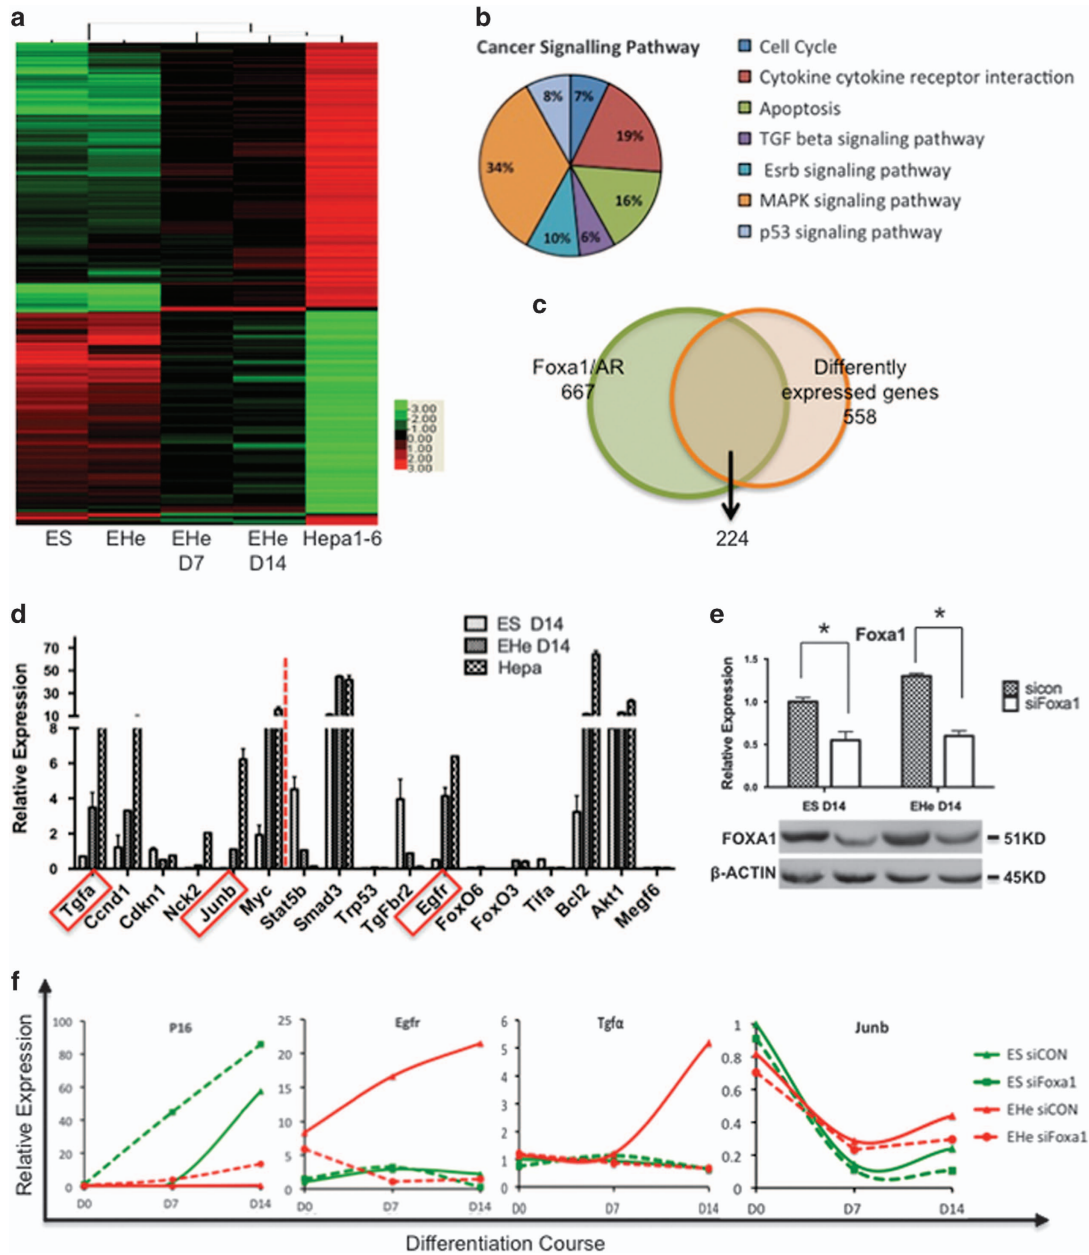 a
ES
EHe
EHe
D7
EHe
D14
Hepa1-6
-3.00
-2.00
-1.00
0.00
1.00
2.00
3.00
b
Cancer Signalling Pathway
8%
7%
19%
34%
16%
10%
6%
Cell Cycle
Cytokine cytokine receptor interaction
Apoptosis
TGF beta signaling pathway
Esrb signaling pathway
MAPK signaling pathway
p53 signaling pathway
c
Foxa1/AR
667
Differently
expressed genes
558
224
d
ES D14
EHe D14
Hepa
Relative Expression
70
50
30
10
8
6
4
2
0
Tgfa
Ccnd1
Cdkn1
Nck2
Junb
Myc
Stat5b
Smad3
Trp53
TgFbr2
Egfr
FoxO6
FoxO3
Tifa
Bcl2
Akt1
Megf6
e
Foxa1
*
*
Relative Expression
1.5
1.0
0.5
0.0
ES D14
EHe D14
sicon
siFoxa1
FOXA1
51KD
β-ACTIN
45KD
f
Relative Expression
P16
100
80
60
40
20
0
D0
D7
D14
Egfr
25
20
15
10
5
0
D0
D7
D14
Tgfα
6
5
4
3
2
1
0
D0
D7
D14
Junb
1
0.8
0.6
0.4
0.2
0
D0
D7
D14
ES siCON
ES siFoxa1
EHe siCON
EHe siFoxa1
Differentiation Course